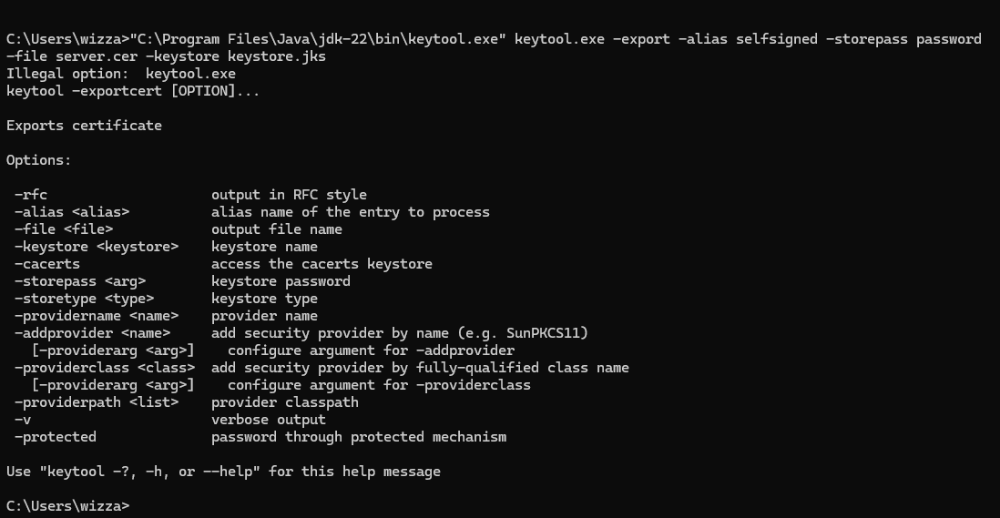 C:\Users\wizza>"C:\Program Files\Java\jdk-22\bin\keytool.exe" keytool.exe -export -alias selfsigned -storepass password
-file server.cer -keystore keystore.jks
Illegal option:  keytool.exe
keytool -exportcert [OPTION]...

Exports certificate

Options:

 -rfc                    output in RFC style
 -alias <alias>          alias name of the entry to process
 -file <file>            output file name
 -keystore <keystore>    keystore name
 -cacerts                access the cacerts keystore
 -storepass <arg>        keystore password
 -storetype <type>       keystore type
 -providername <name>    provider name
 -addprovider <name>     add security provider by name (e.g. SunPKCS11)
   [-providerarg <arg>]    configure argument for -addprovider
 -providerclass <class>  add security provider by fully-qualified class name
   [-providerarg <arg>]    configure argument for -providerclass
 -providerpath <list>    provider classpath
 -v                      verbose output
 -protected              password through protected mechanism

Use "keytool -?, -h, or --help" for this help message

C:\Users\wizza>